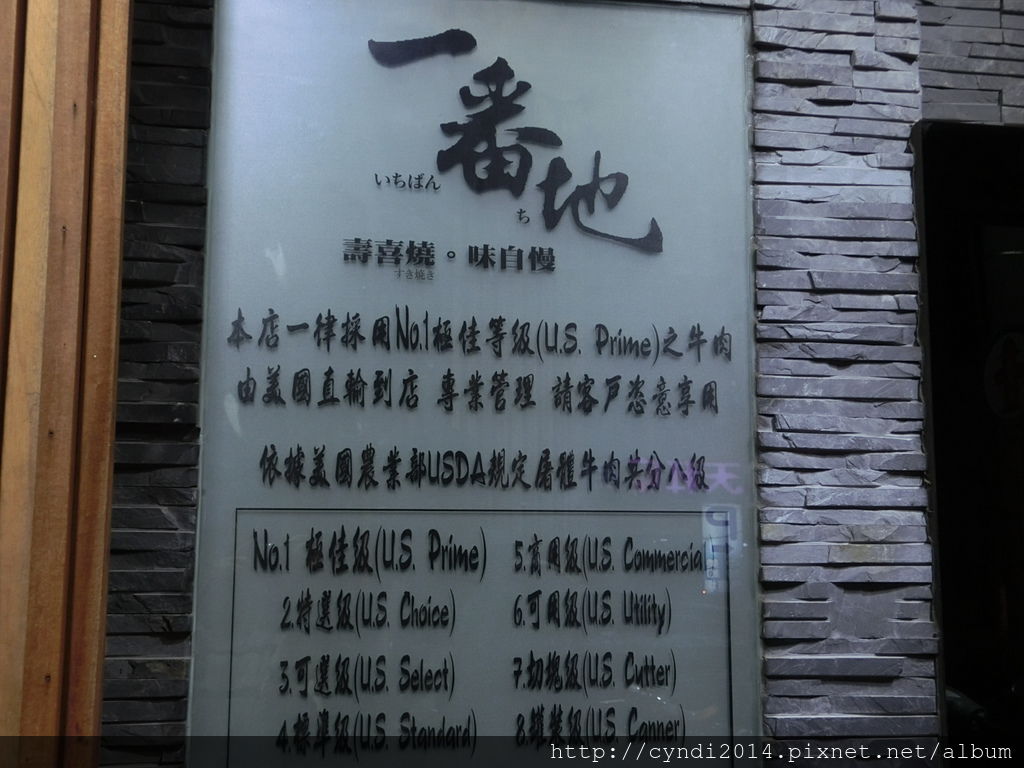 一番地
いちばん
ち
壽喜燒。味自慢
すき焼き
本店一律採用No.1極佳等級(U.S. Prime)之牛肉
由美國直輸到店 專業管理 請客戶恣意享用
依據美國農業部USDA規定屠體牛肉共分八級
No.1 極佳級(U.S. Prime)
2.特選級(U.S. Choice)
3.可選級(U.S. Select)
4.標準級(U.S. Standard)
5.商用級(U.S. Commercial)
6.可用級(U.S. Utility)
7.切塊級(U.S. Cutter)
8.罐裝級(U.S. Canner)
http://cyndi2014.pixnet.net/album